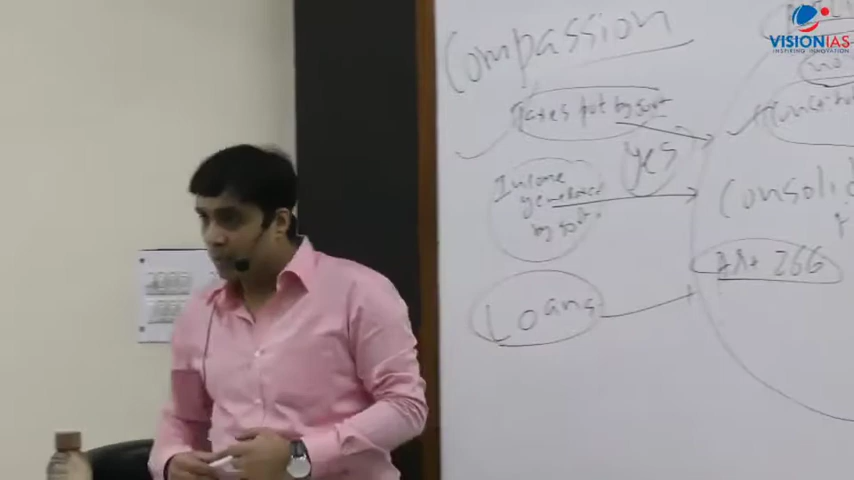 VISIONIAS
INSPIRING INNOVATION
Compassion
Taxes put by Govt
Yes
Income
generated
by Govt
Consolid
Art 266
Loans